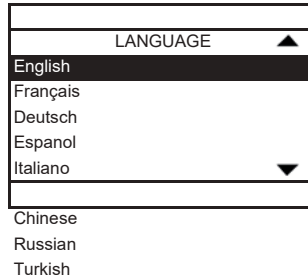 LANGUAGE
English
Français
Deutsch
Espanol
Italiano
Chinese
Russian
Turkish